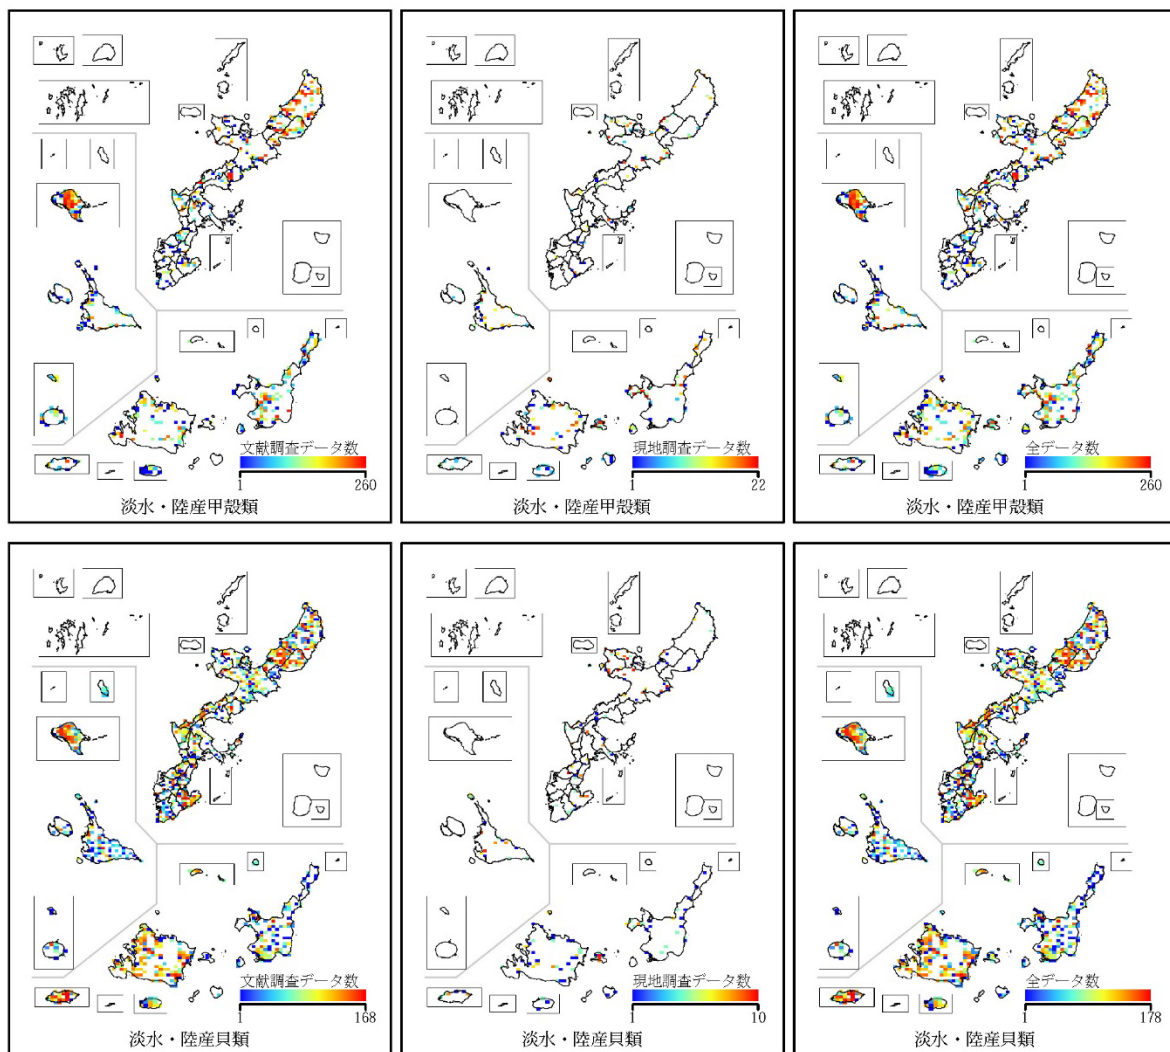 文献調査データ数
1 260
淡水・陸産甲殻類
現地調査データ数
1 22
淡水・陸産甲殻類
全データ数
1 260
淡水・陸産甲殻類
文献調査データ数
1 168
淡水・陸産貝類
現地調査データ数
1 10
淡水・陸産貝類
全データ数
1 178
淡水・陸産貝類